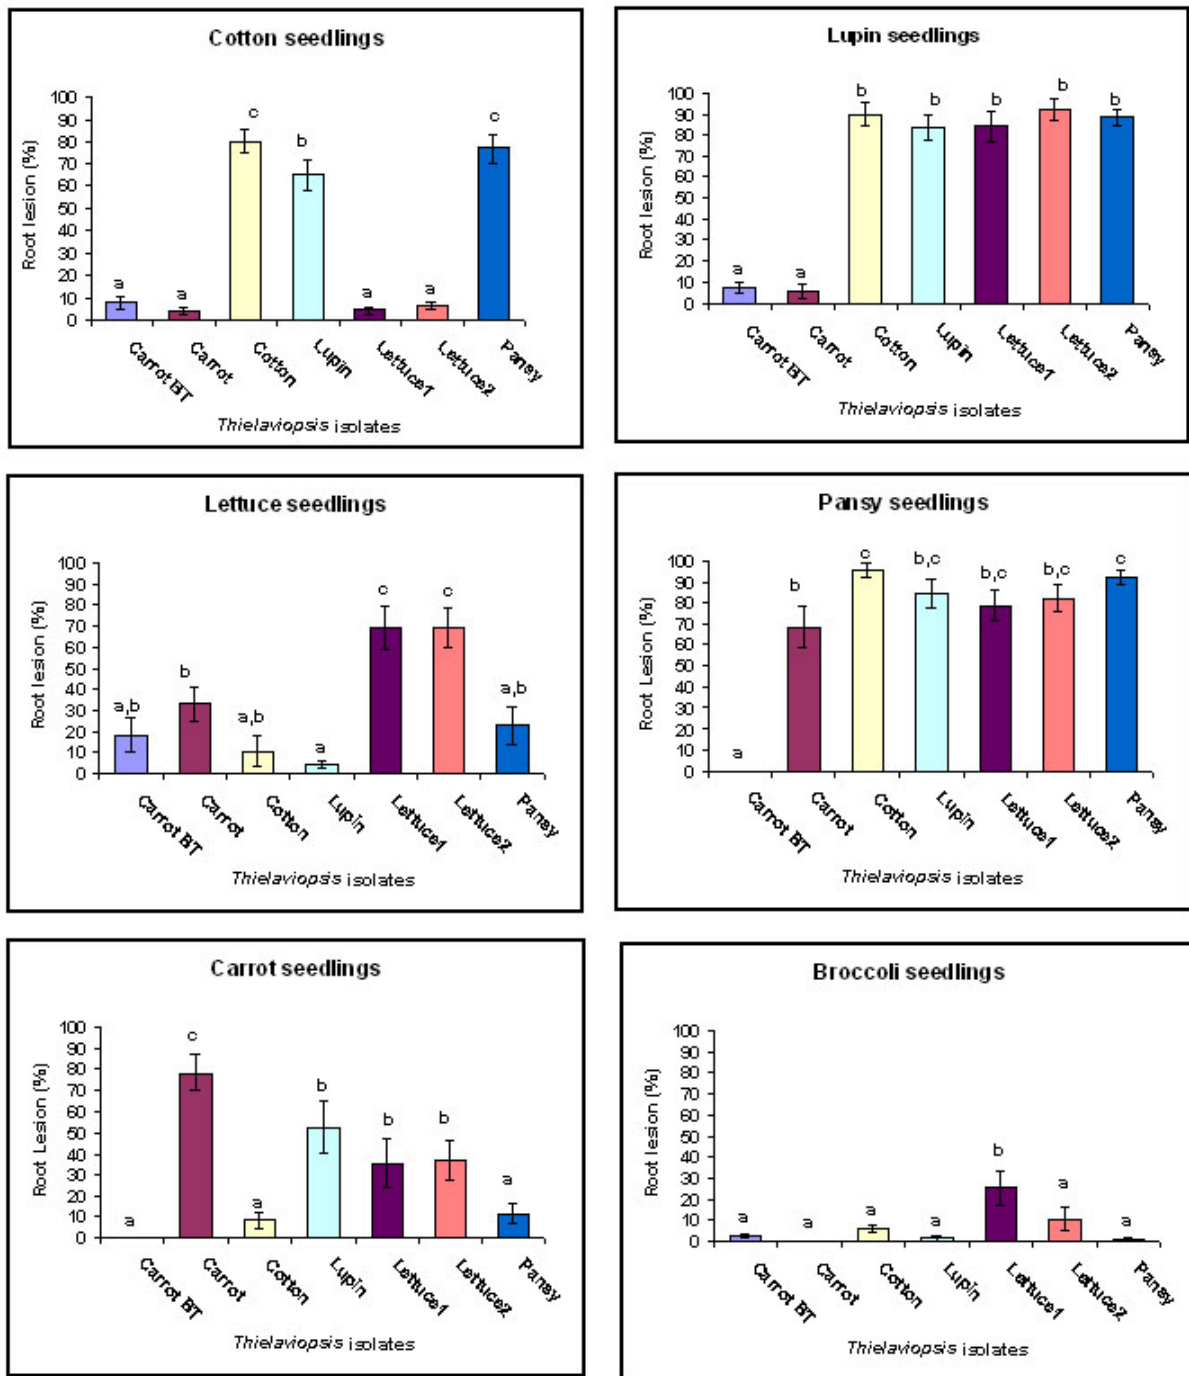 Cotton seedlings
c
b
c
a
a
a
a
100
90
80
70
60
50
40
30
20
10
0
Root lesion (%)
Carrot BT
Carrot
Cotton
Lupin
Lettuce1
Lettuce2
Pansy
Thielaviopsis isolates
Lupin seedlings
b
b
b
b
b
a
a
100
90
80
70
60
50
40
30
20
10
0
Root lesion (%)
Carrot BT
Carrot
Cotton
Lupin
Lettuce1
Lettuce2
Pansy
Thielaviopsis isolates
Lettuce seedlings
a,b
b
a,b
a
c
c
a,b
100
90
80
70
60
50
40
30
20
10
0
Root lesion (%)
Carrot BT
Carrot
Cotton
Lupin
Lettuce1
Lettuce2
Pansy
Thielaviopsis isolates
Pansy seedlings
a
b
c
b,c
b,c
b,c
c
100
90
80
70
60
50
40
30
20
10
0
Root Lesion (%)
Carrot BT
Carrot
Cotton
Lupin
Lettuce1
Lettuce2
Pansy
Thielaviopsis isolates
Carrot seedlings
a
c
a
b
b
b
a
100
90
80
70
60
50
40
30
20
10
0
Root Lesion (%)
Carrot BT
Carrot
Cotton
Lupin
Lettuce1
Lettuce2
Pansy
Thielaviopsis isolates
Broccoli seedlings
a
a
a
a
b
a
a
100
90
80
70
60
50
40
30
20
10
0
Root lesion (%)
Carrot BT
Carrot
Cotton
Lupin
Lettuce1
Lettuce2
Pansy
Thielaviopsis isolates